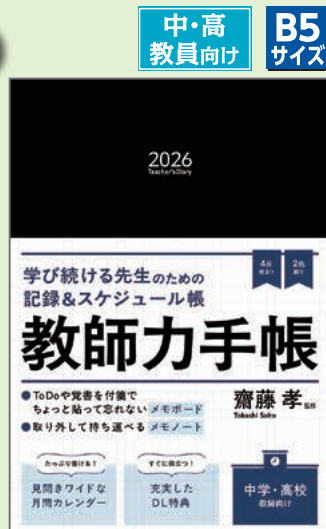 中・高
教員向け
B5
サイズ
2026
Teacher's Diary
学び続ける先生のための
記録&スケジュール帳
4月
始まり
2色
刷り
教師力手帳
●ToDoや覚書を付箋で
ちょっと貼って忘れない メモボード
●取り外して持ち運べる メモノート
齋藤 孝 監修
Takashi Saito
たっぷり書ける!
見開きワイドな
月間カレンダー
すぐに役立つ!
充実した
DL特典
中学・高校
教師向け